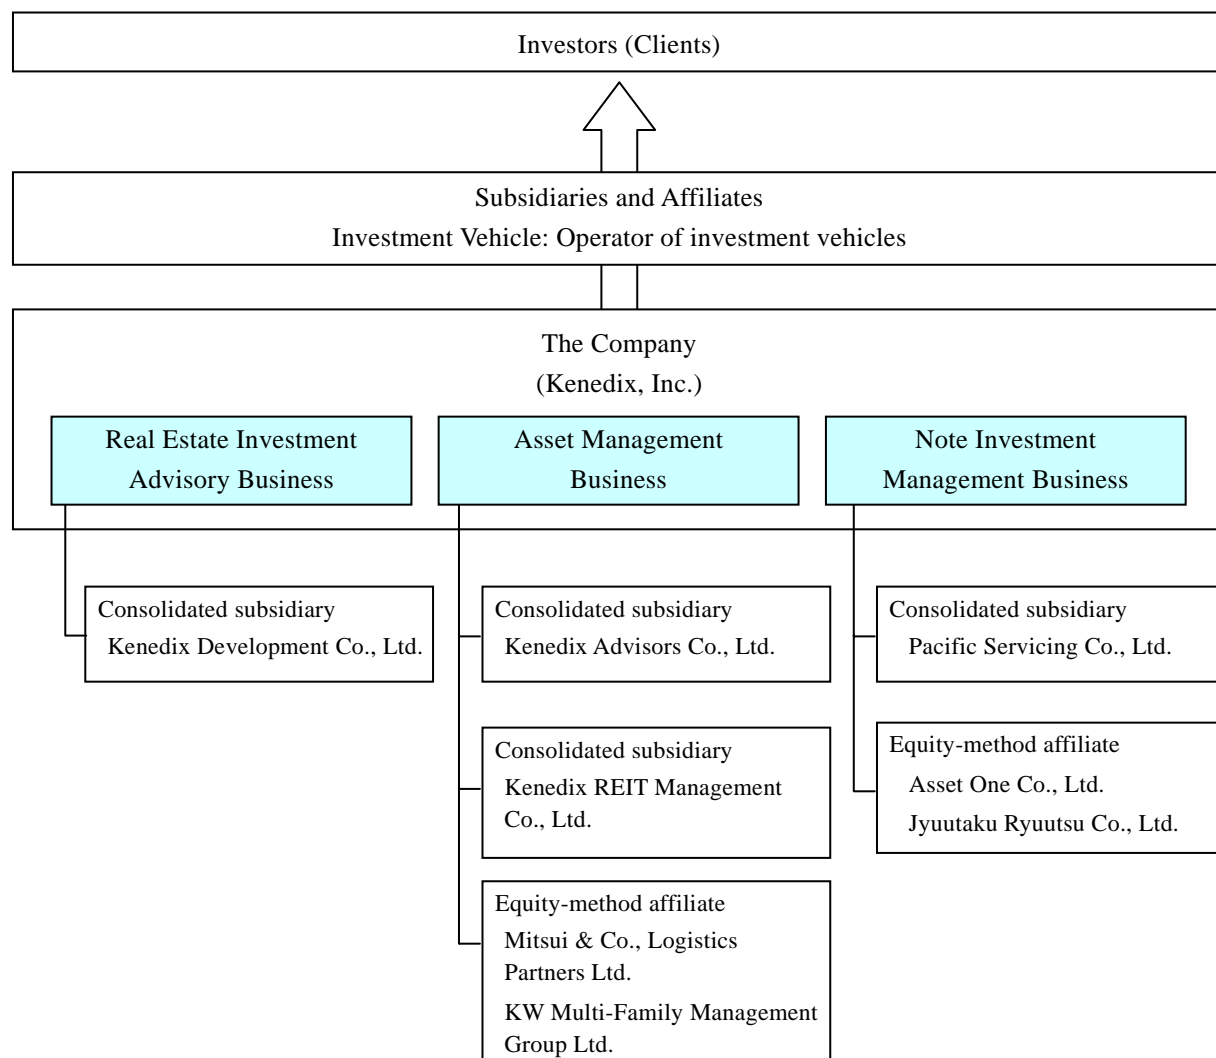 Investors (Clients)
Subsidiaries and Affiliates
Investment Vehicle: Operator of investment vehicles
The Company
(Kenedix, Inc.)
Real Estate Investment
Advisory Business
Asset Management
Business
Note Investment
Management Business
Consolidated subsidiary
Kenedix Development Co., Ltd.
Consolidated subsidiary
Kenedix Advisors Co., Ltd.
Consolidated subsidiary
Kenedix REIT Management
Co., Ltd.
Equity-method affiliate
Mitsui & Co., Logistics
Partners Ltd.
KW Multi-Family Management
Group Ltd.
Consolidated subsidiary
Pacific Servicing Co., Ltd.
Equity-method affiliate
Asset One Co., Ltd.
Jyuutaku Ryuutsu Co., Ltd.